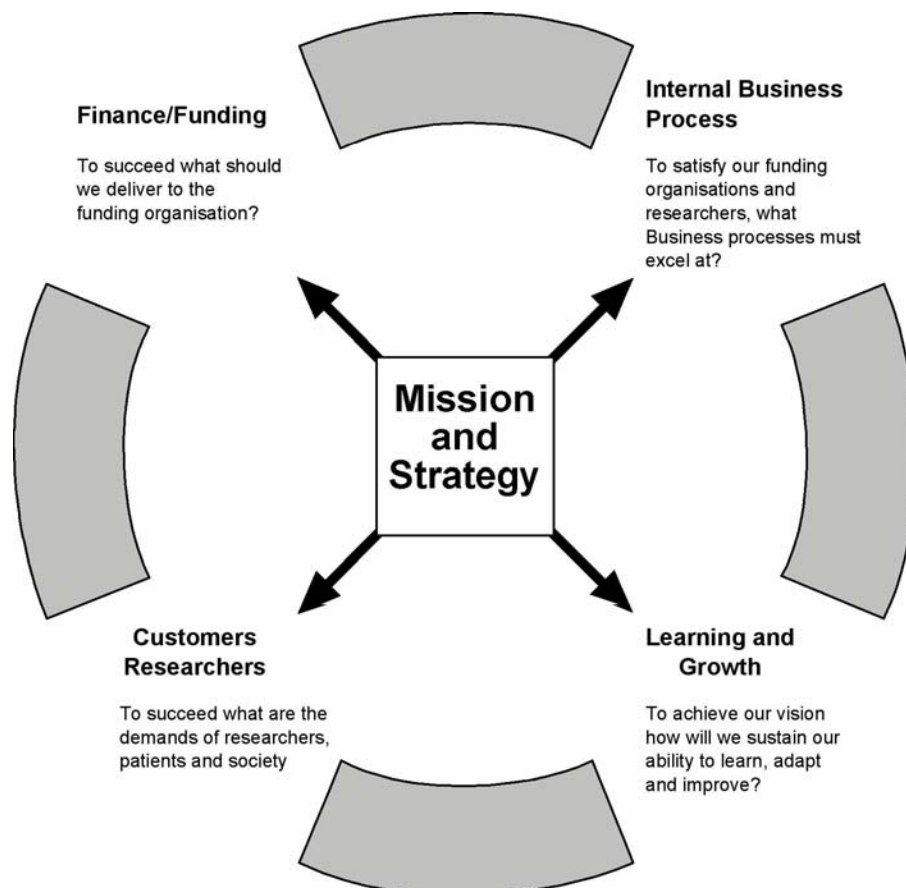 Finance/Funding
To succeed what should
we deliver to the
funding organisation?
Internal Business
Process
To satisfy our funding
organisations and
researchers, what
Business processes must
excel at?
Mission
and
Strategy
Customers
Researchers
To succeed what are the
demands of researchers,
patients and society
Learning and
Growth
To achieve our vision
how will we sustain our
ability to learn, adapt
and improve?